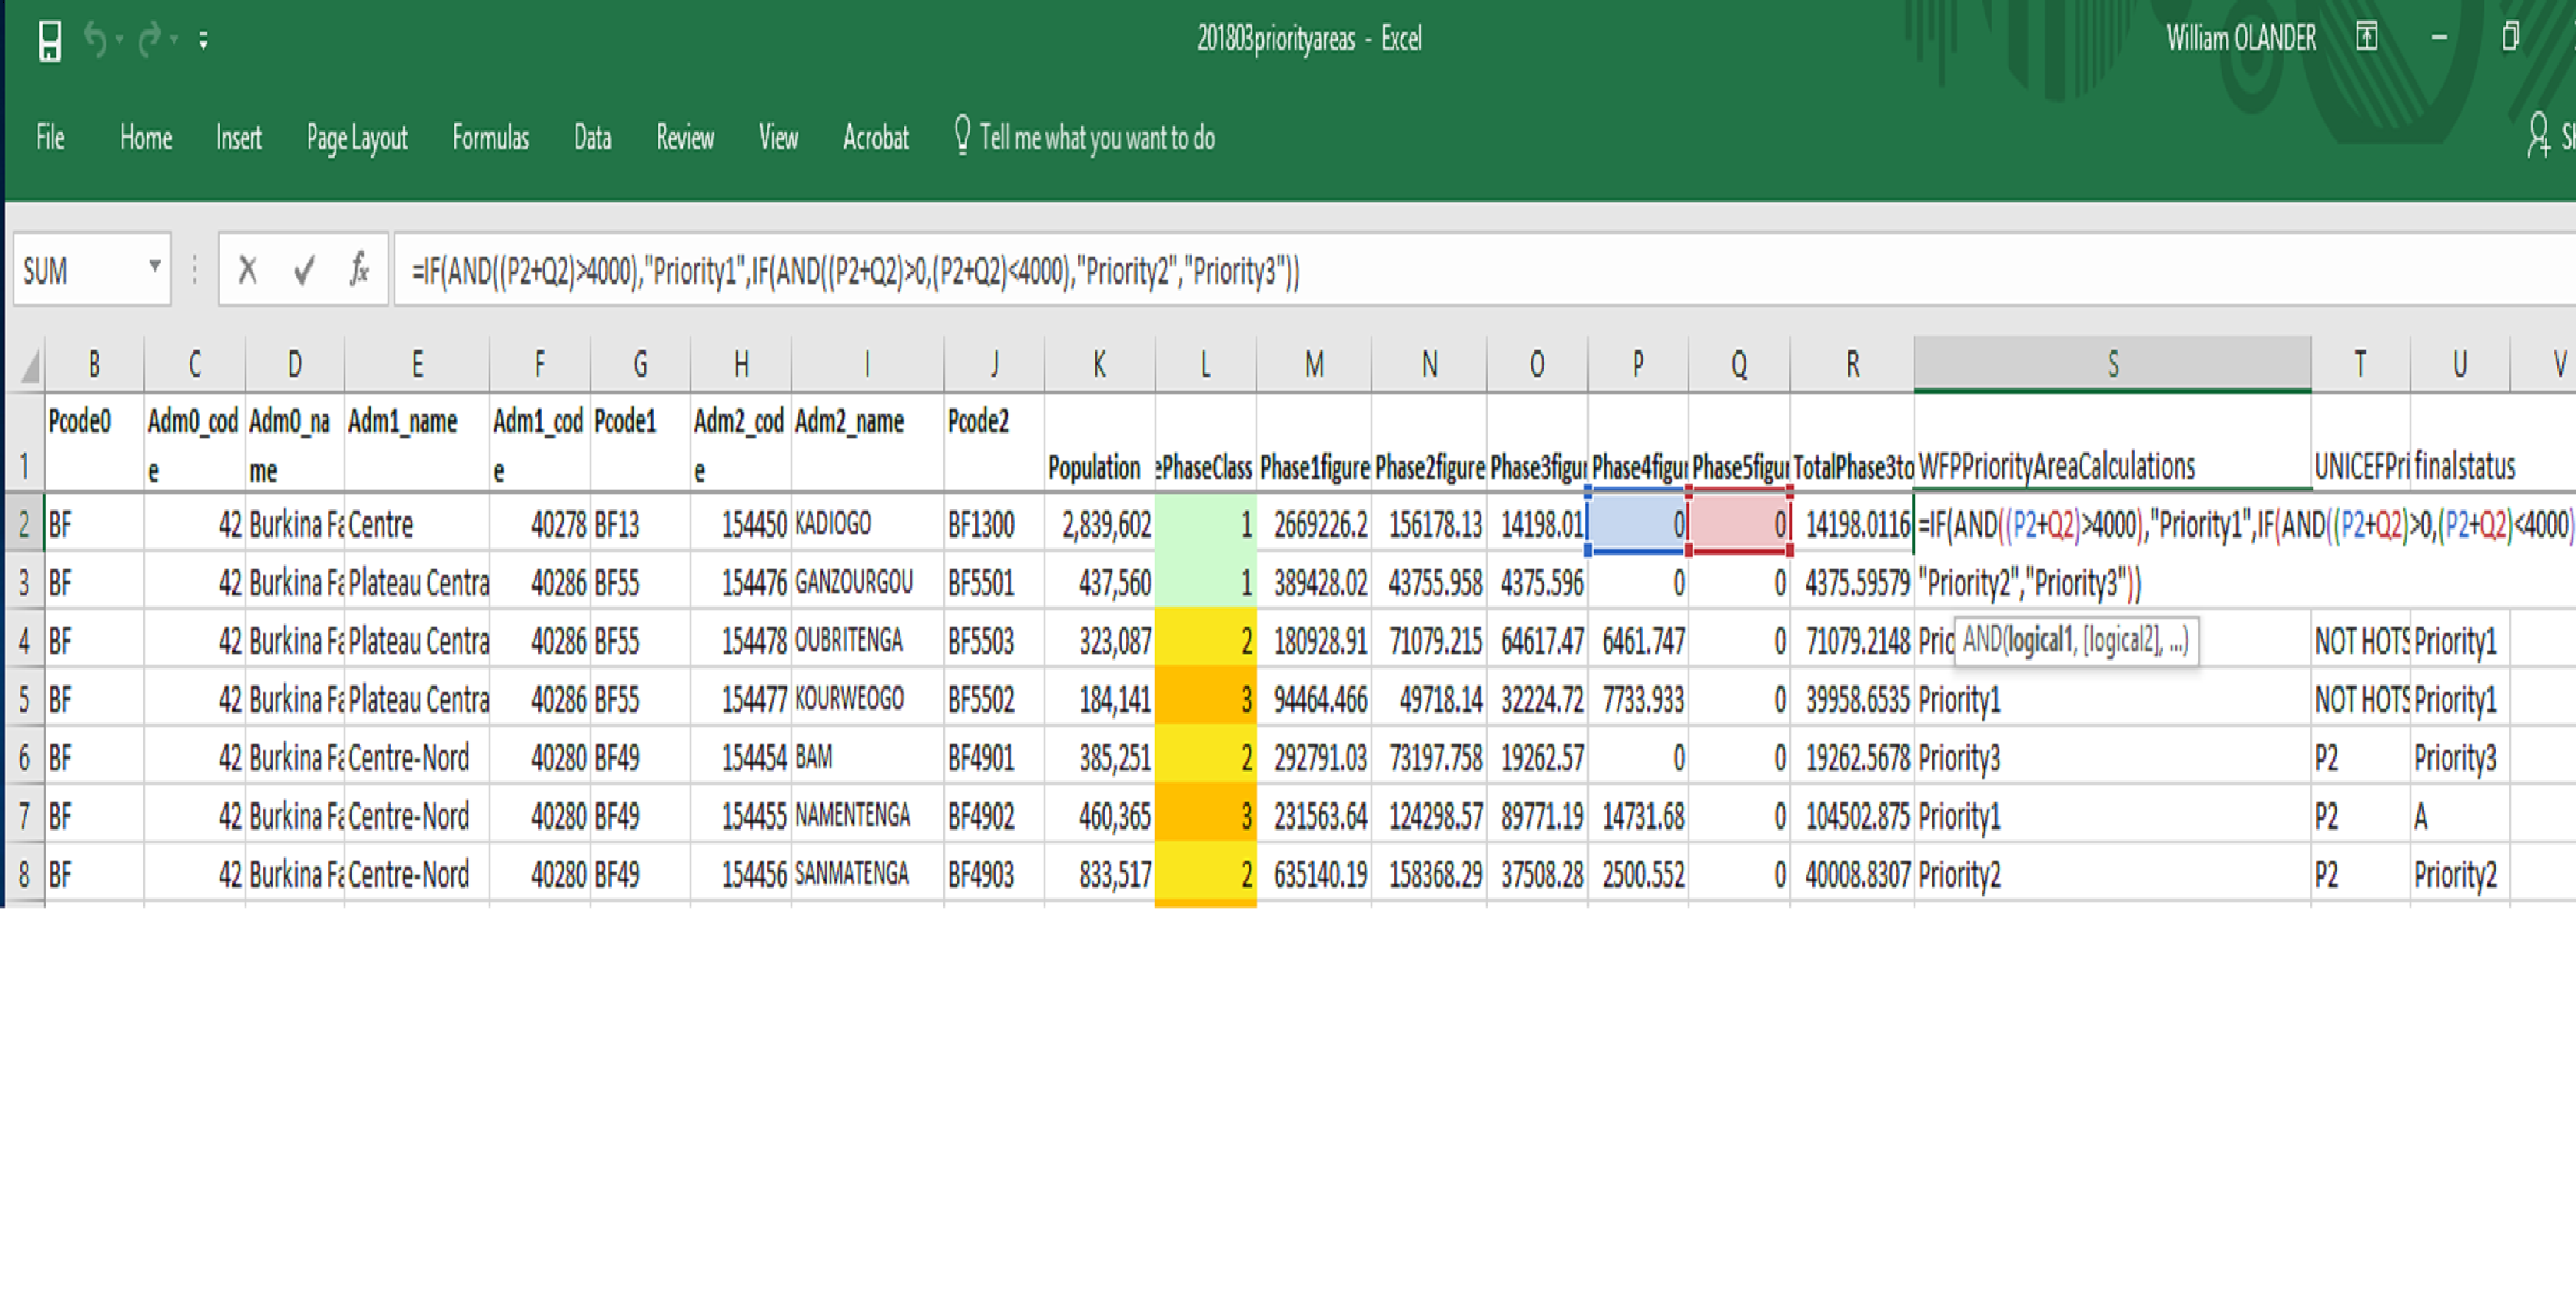 201803priorityareas - Excel
William OLANDER
File Home Insert Page Layout Formulas Data Review View Acrobat Tell me what you want to do
SUM fx =IF(AND((P2+Q2)>4000),"Priority1",IF(AND((P2+Q2)>0,(P2+Q2)<4000),"Priority2","Priority3"))
B C D E F G H I J K L M N O P Q R S T U V
1 Pcode0 Adm0_code Adm0_name Adm1_name Adm1_code Pcode1 Adm2_code Adm2_name Pcode2 Population ePhaseClass Phase1figure Phase2figure Phase3figur Phase4figur Phase5figur TotalPhase3to WFPPriorityAreaCalculations UNICEFPri finalstatus
2 BF 42 Burkina Fa Centre 40278 BF13 154450 KADIOGO BF1300 2,839,602 1 2669226.2 156178.13 14198.01 0 0 14198.0116 =IF(AND((P2+Q2)>4000),"Priority1",IF(AND((P2+Q2)>0,(P2+Q2)<4000)
3 BF 42 Burkina Fa Plateau Centra 40286 BF55 154476 GANZOURGOU BF5501 437,560 1 389428.02 43755.958 4375.596 0 0 4375.59579 "Priority2","Priority3"))
4 BF 42 Burkina Fa Plateau Centra 40286 BF55 154478 OUBRITENGA BF5503 323,087 2 180928.91 71079.215 64617.47 6461.747 0 71079.2148 Pric AND(logical1, [logical2], ...) NOT HOTS Priority1
5 BF 42 Burkina Fa Plateau Centra 40286 BF55 154477 KOURWEOGO BF5502 184,141 3 94464.466 49718.14 32224.72 7733.933 0 39958.6535 Priority1 NOT HOTS Priority1
6 BF 42 Burkina Fa Centre-Nord 40280 BF49 154454 BAM BF4901 385,251 2 292791.03 73197.758 19262.57 0 0 19262.5678 Priority3 P2 Priority3
7 BF 42 Burkina Fa Centre-Nord 40280 BF49 154455 NAMENTENGA BF4902 460,365 3 231563.64 124298.57 89771.19 14731.68 0 104502.875 Priority1 P2 A
8 BF 42 Burkina Fa Centre-Nord 40280 BF49 154456 SANMATENGA BF4903 833,517 2 635140.19 158368.29 37508.28 2500.552 0 40008.8307 Priority2 P2 Priority2